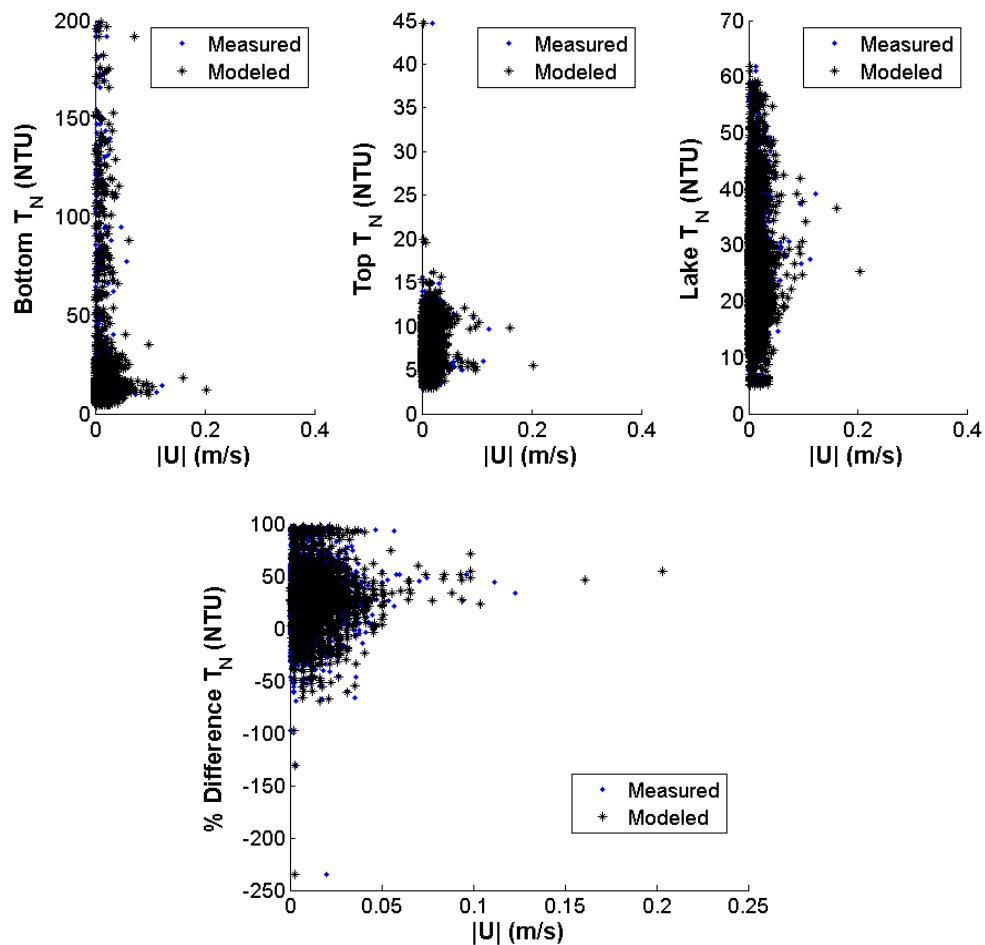 200
150
100
50
0
Bottom T_N (NTU)
0
0.2
0.4
|U| (m/s)
Measured
Modeled
45
40
35
30
25
20
15
10
5
0
Top T_N (NTU)
0
0.2
0.4
|U| (m/s)
Measured
Modeled
70
60
50
40
30
20
10
0
Lake T_N (NTU)
0
0.2
0.4
|U| (m/s)
Measured
Modeled
100
50
0
-50
-100
-150
-200
-250
% Difference T_N (NTU)
0
0.05
0.1
0.15
0.2
0.25
|U| (m/s)
Measured
Modeled